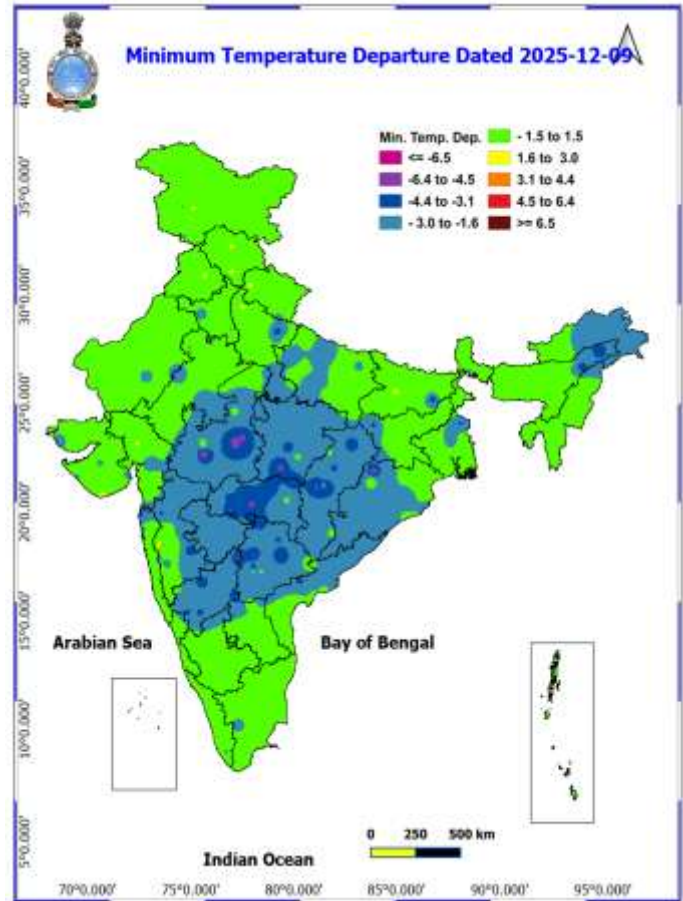 Minimum Temperature Departure Dated 2025-12-09
Min. Temp. Dep.
<= -6.5
-6.4 to -4.5
-4.4 to -3.1
- 3.0 to -1.6
- 1.5 to 1.5
1.6 to 3.0
3.1 to 4.4
4.5 to 6.4
>= 6.5
40°0.000'
35°0.000'
30°0.000'
25°0.000'
20°0.000'
15°0.000'
10°0.000'
5°0.000'
Arabian Sea
Bay of Bengal
0 250 500 km
Indian Ocean
70°0.000' 75°0.000' 80°0.000' 85°0.000' 90°0.000' 95°0.000'